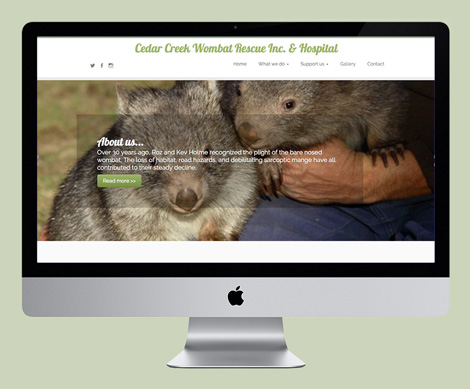 Cedar Creek Wombat Rescue Inc. & Hospital
Home What we do Support us Gallery Contact
About us...
Over 30 years ago, Roz and Kev Holme recognized the plight of the bare nosed
wombat. The loss of habitat, road hazards, and debilitating sarcoptic mange have all
contributed to their steady decline.
Read more >>